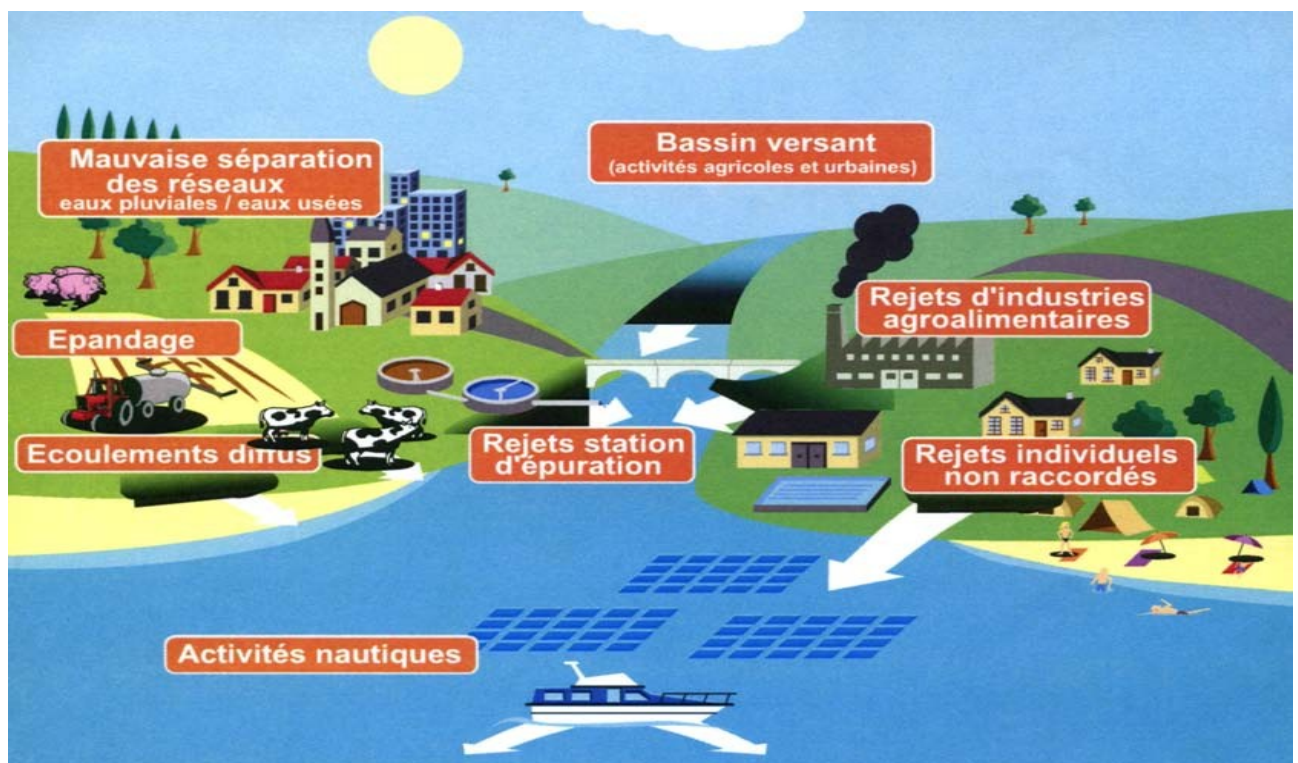 Mauvaise séparation
des réseaux
eaux pluviales / eaux usées
Bassin versant
(activités agricoles et urbaines)
Rejets d'industries
agroalimentaires
Epandage
Ecoulements diffus
Rejets station
d'épuration
Rejets individuels
non raccordés
Activités nautiques